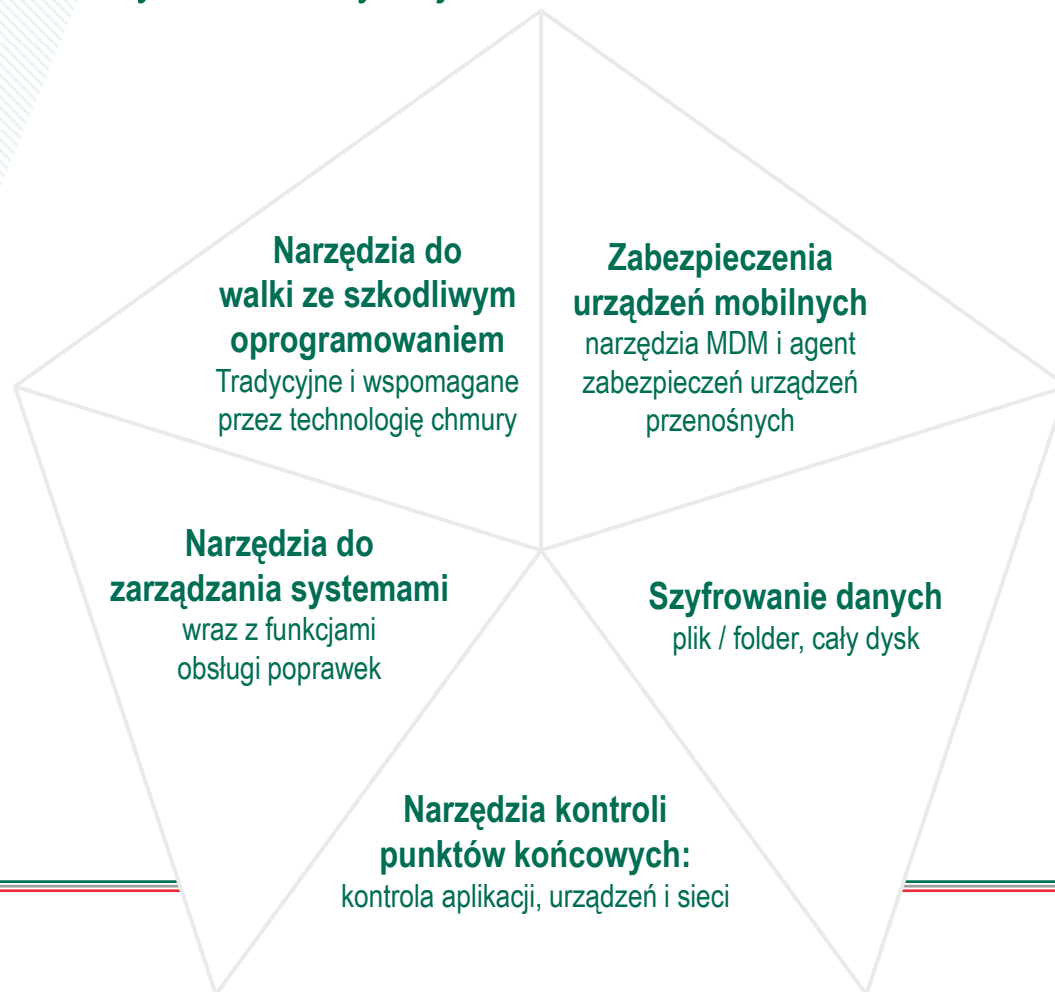 Narzędzia do
walki ze szkodliwym
oprogramowaniem
Tradycyjne i wspomagane
przez technologię chmury
Zabezpieczenia
urządzeń mobilnych
narzędzia MDM i agent
zabezpieczeń urządzeń
przenośnych
Narzędzia do
zarządzania systemami
wraz z funkcjami
obsługi poprawek
Szyfrowanie danych
plik / folder, cały dysk
Narzędzia kontroli
punktów końcowych:
kontrola aplikacji, urządzeń i sieci